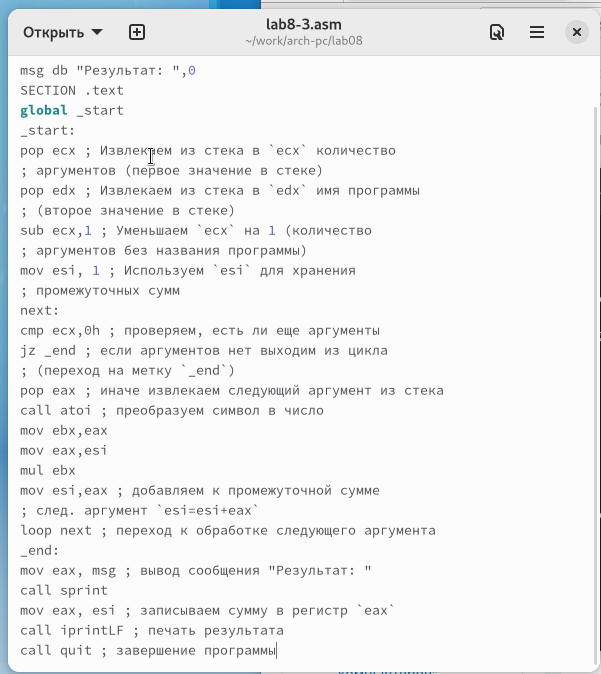 Открыть
lab8-3.asm
~/work/arch-pc/lab08
msg db "Результат: ",0
SECTION .text
global _start
_start:
pop ecx ; Извлекаем из стека в `ecx` количество
; аргументов (первое значение в стеке)
pop edx ; Извлекаем из стека в `edx` имя программы
; (второе значение в стеке)
sub ecx,1 ; Уменьшаем `ecx` на 1 (количество
; аргументов без названия программы)
mov esi, 1 ; Используем `esi` для хранения
; промежуточных сумм
next:
cmp ecx,0h ; проверяем, есть ли еще аргументы
jz _end ; если аргументов нет выходим из цикла
; (переход на метку `_end`)
pop eax ; иначе извлекаем следующий аргумент из стека
call atoi ; преобразуем символ в число
mov ebx,eax
mov eax,esi
mul ebx
mov esi,eax ; добавляем к промежуточной сумме
; след. аргумент `esi=esi+eax`
loop next ; переход к обработке следующего аргумента
_end:
mov eax, msg ; вывод сообщения "Результат: "
call sprint
mov eax, esi ; записываем сумму в регистр `eax`
call iprintLF ; печать результата
call quit ; завершение программы